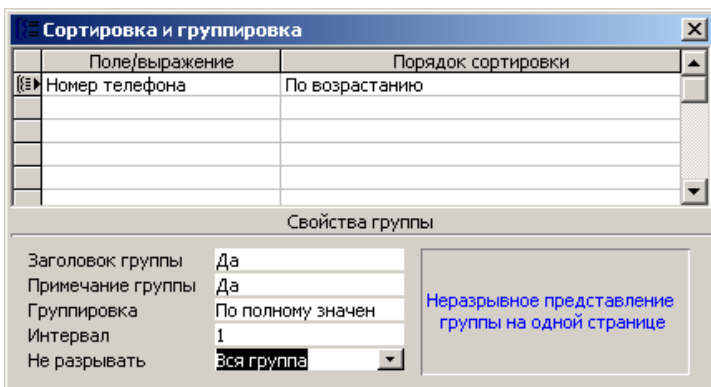 Сортировка и группировка
Поле/выражение Порядок сортировки
Номер телефона По возрастанию
Свойства группы
Заголовок группы Да
Примечание группы Да
Группировка По полному значен
Интервал 1
Не разрывать Вся группа
Неразрывное представление
группы на одной странице